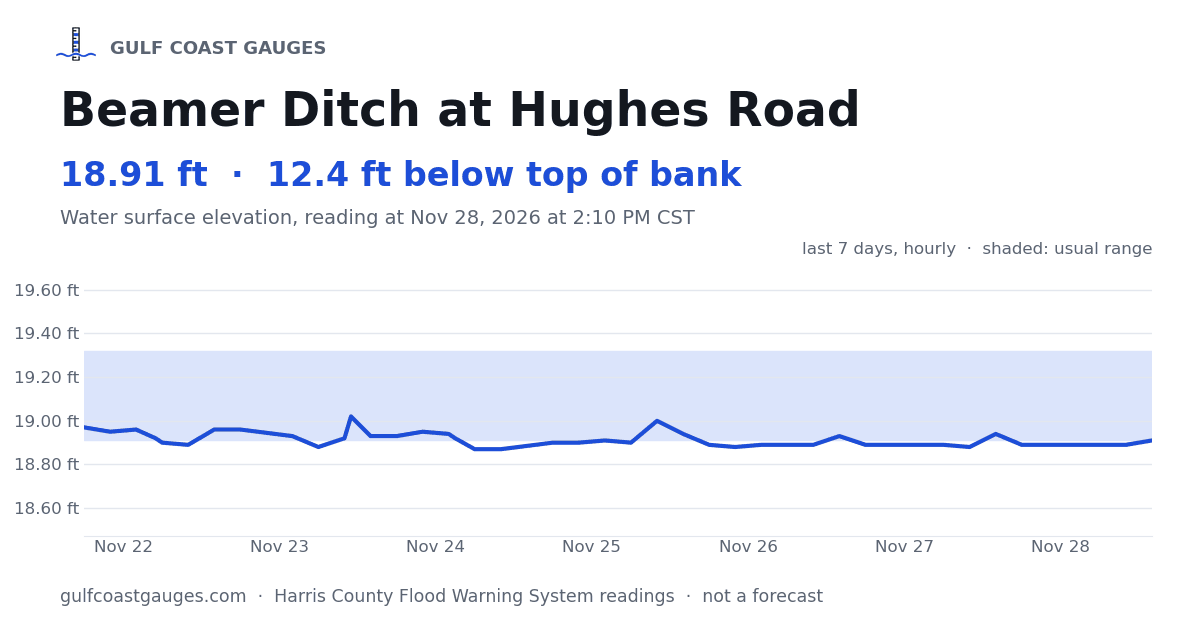 GULF COAST GAUGES
Beamer Ditch at Hughes Road
18.91 ft · 12.4 ft below top of bank
Water surface elevation, reading at Nov 28, 2026 at 2:10 PM CST
last 7 days, hourly · shaded: usual range
19.60 ft
19.40 ft
19.20 ft
19.00 ft
18.80 ft
18.60 ft
Nov 22 Nov 23 Nov 24 Nov 25 Nov 26 Nov 27 Nov 28
gulfcoastgauges.com · Harris County Flood Warning System readings · not a forecast